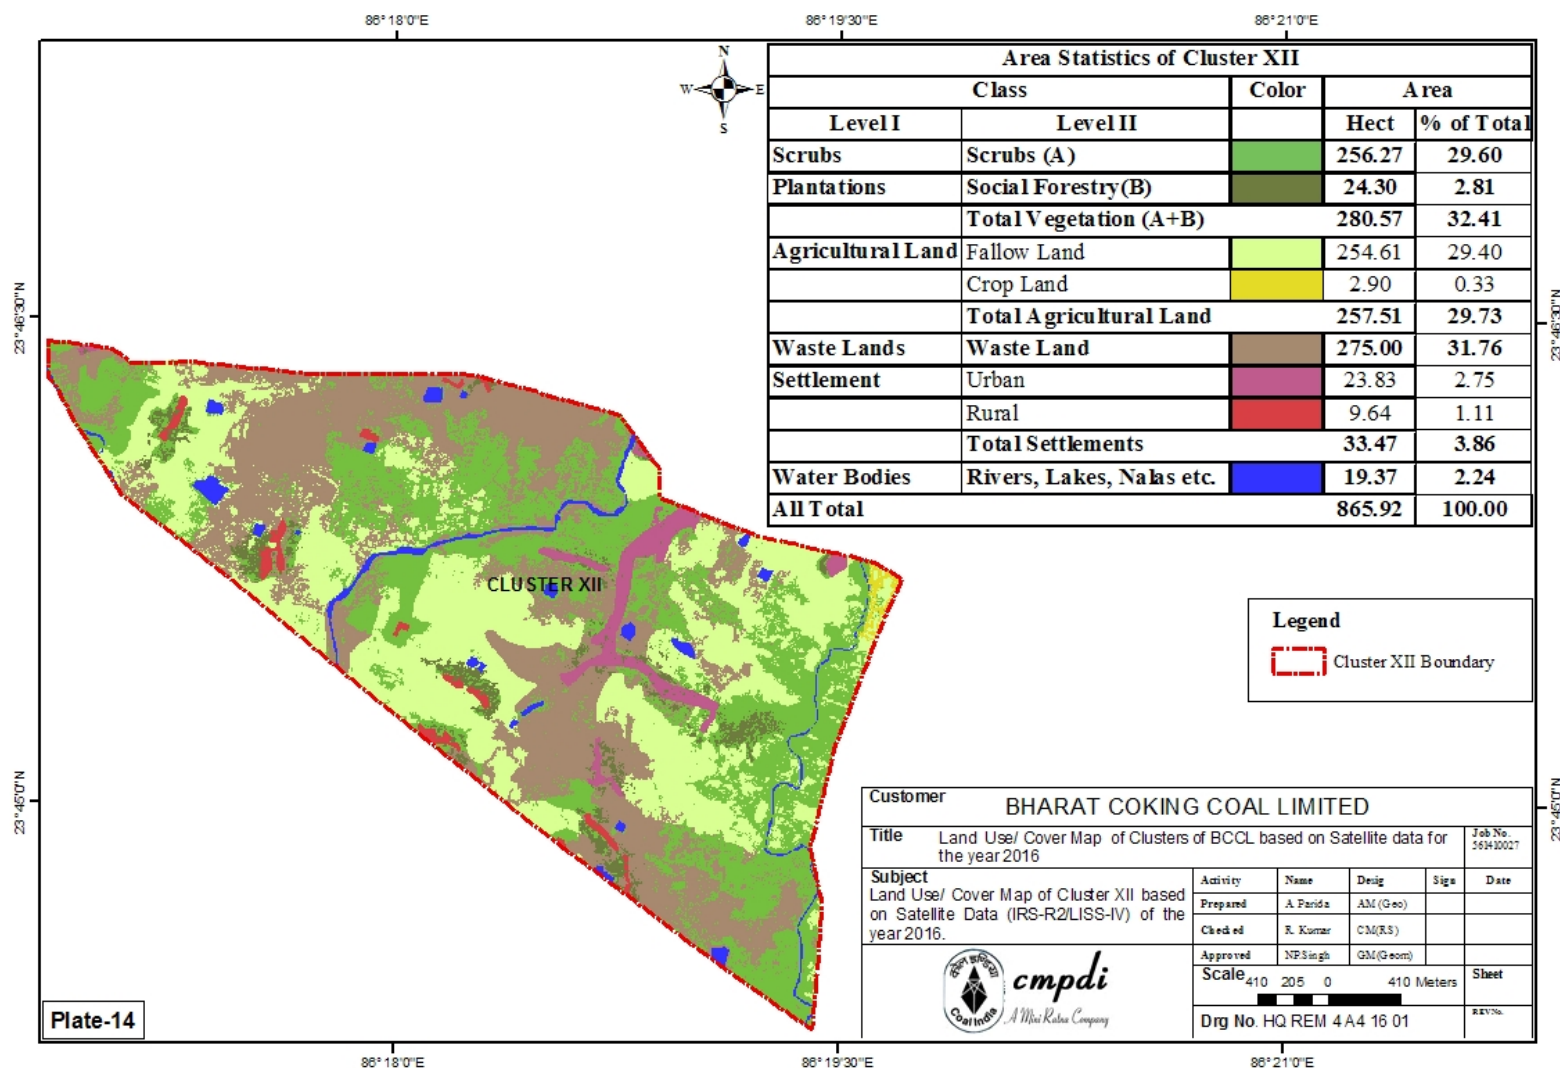 86°18'0"E 86°19'30"E 86°21'0"E
N
W E
S
Area Statistics of Cluster XII
Class Color Area
Level I Level II Hect % of Total
Scrubs Scrubs (A) 256.27 29.60
Plantations Social Forestry(B) 24.30 2.81
Total Vegetation (A+B) 280.57 32.41
Agricultural Land Fallow Land 254.61 29.40
Crop Land 2.90 0.33
Total Agricultural Land 257.51 29.73
Waste Lands Waste Land 275.00 31.76
Settlement Urban 23.83 2.75
Rural 9.64 1.11
Total Settlements 33.47 3.86
Water Bodies Rivers, Lakes, Nalas etc. 19.37 2.24
All Total 865.92 100.00
23°46'30"N 23°46'30"N
CLUSTER XII
Legend
Cluster XII Boundary
23°45'0"N 23°45'0"N
Customer BHARAT COKING COAL LIMITED
Title Land Use/ Cover Map of Clusters of BCCL based on Satellite data for
the year 2016
Job No.
561410027
Subject
Land Use/ Cover Map of Cluster XII based
on Satellite Data (IRS-R2/LISS-IV) of the
year 2016.
Activity Name Desig Sign Date
Prepared A Parida AM (Geo)
Checked R. Kumar CM(RS)
Approved NP.Singh GM(Geom)
Scale 410 205 0 410 Meters Sheet
Drg No. HQ REM 4 A4 16 01 REV No.
कोल इण्डिया
Coal India
cmpdi
A Mini Ratna Company
Plate-14
86°18'0"E 86°19'30"E 86°21'0"E